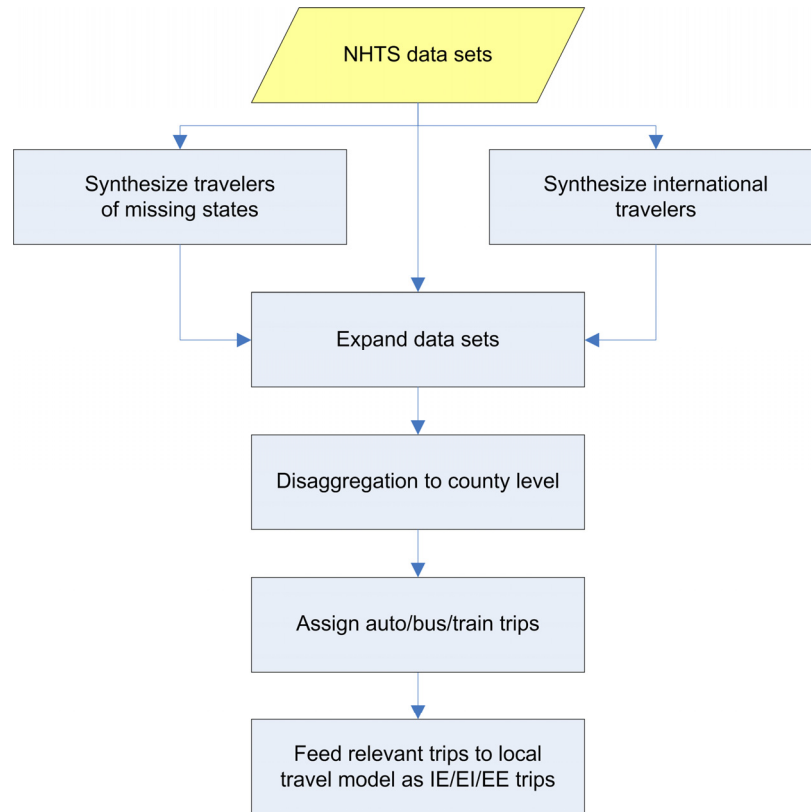 NHTS data sets
Synthesize travelers
of missing states
Synthesize international
travelers
Expand data sets
Disaggregation to county level
Assign auto/bus/train trips
Feed relevant trips to local
travel model as IE/EI/EE trips